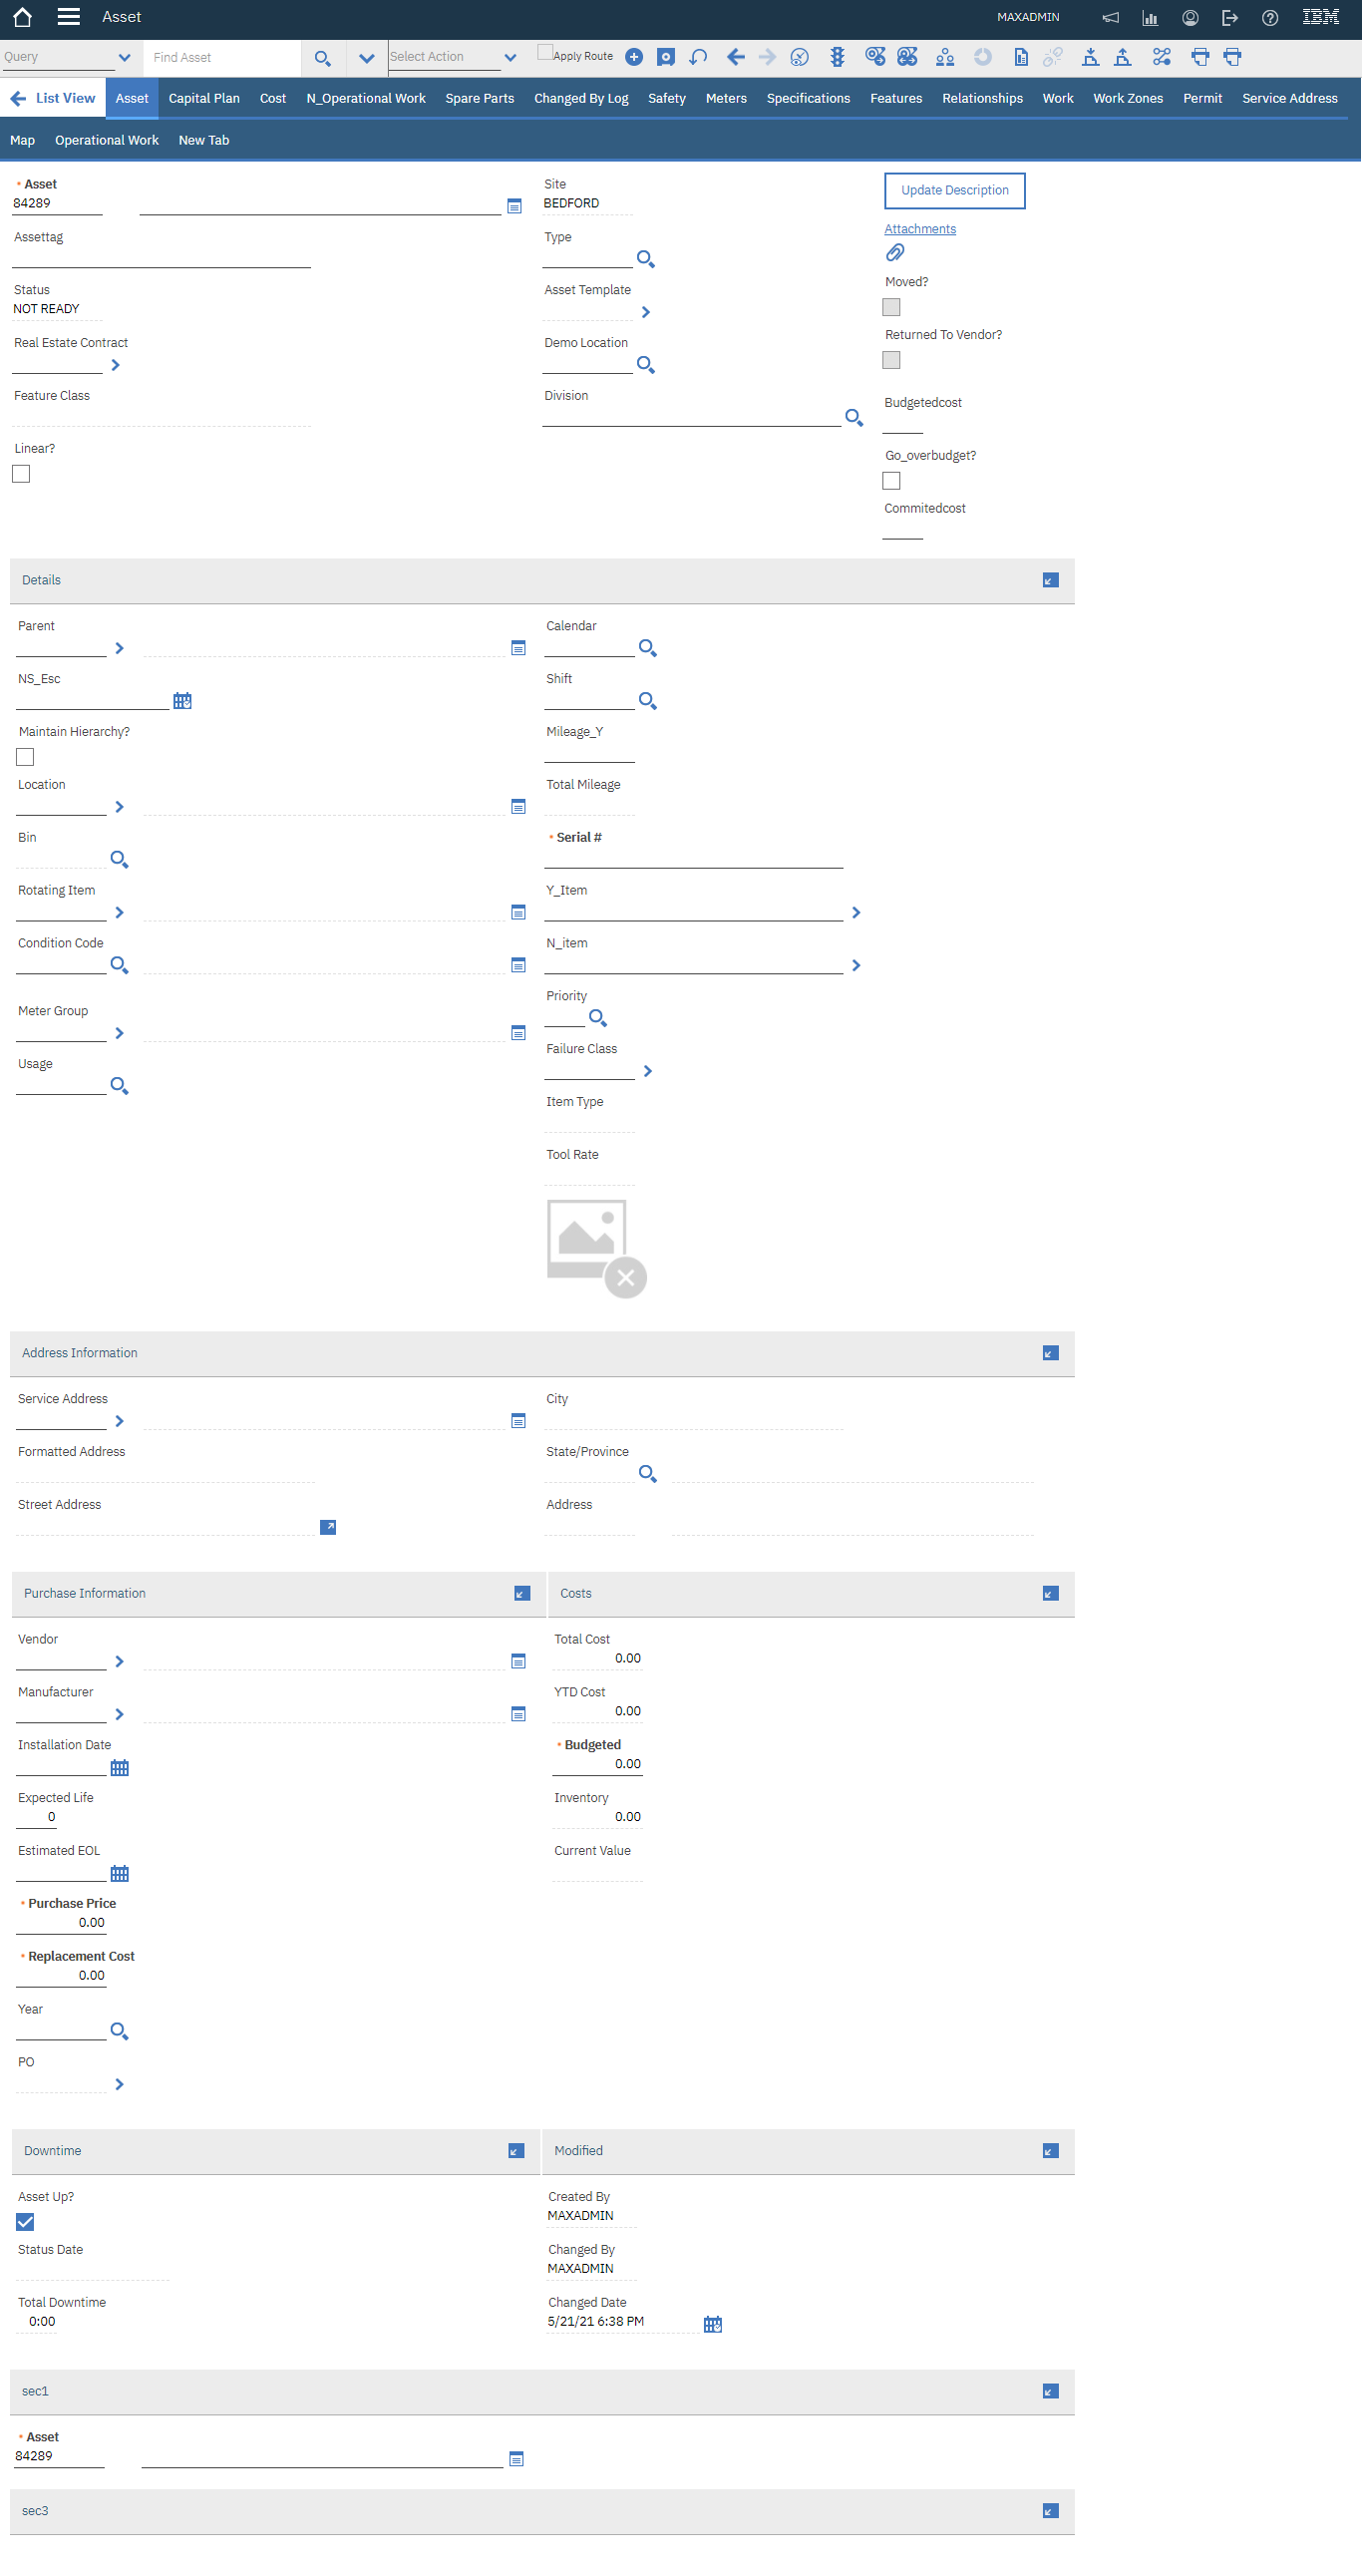 Asset
MAXADMIN
IBM
Query
Find Asset
Select Action
Apply Route
List View Asset Capital Plan Cost N_Operational Work Spare Parts Changed By Log Safety Meters Specifications Features Relationships Work Work Zones Permit Service Address
Map Operational Work New Tab
* Asset
84289
Site
BEDFORD
Update Description
Assettag
Type
Attachments
Status
NOT READY
Asset Template
Moved?
Real Estate Contract
Demo Location
Returned To Vendor?
Feature Class
Division
Budgetedcost
Linear?
Go_overbudget?
Commitedcost
Details
Parent
Calendar
NS_Esc
Shift
Maintain Hierarchy?
Mileage_Y
Location
Total Mileage
Bin
* Serial #
Rotating Item
Y_Item
Condition Code
N_item
Priority
Meter Group
Failure Class
Usage
Item Type
Tool Rate
Address Information
Service Address
City
Formatted Address
State/Province
Street Address
Address
Purchase Information
Costs
Vendor
Total Cost
0.00
Manufacturer
YTD Cost
0.00
Installation Date
* Budgeted
0.00
Expected Life
0
Inventory
0.00
Estimated EOL
Current Value
* Purchase Price
0.00
* Replacement Cost
0.00
Year
PO
Downtime
Modified
Asset Up?
Created By
MAXADMIN
Status Date
Changed By
MAXADMIN
Total Downtime
0:00
Changed Date
5/21/21 6:38 PM
sec1
* Asset
84289
sec3